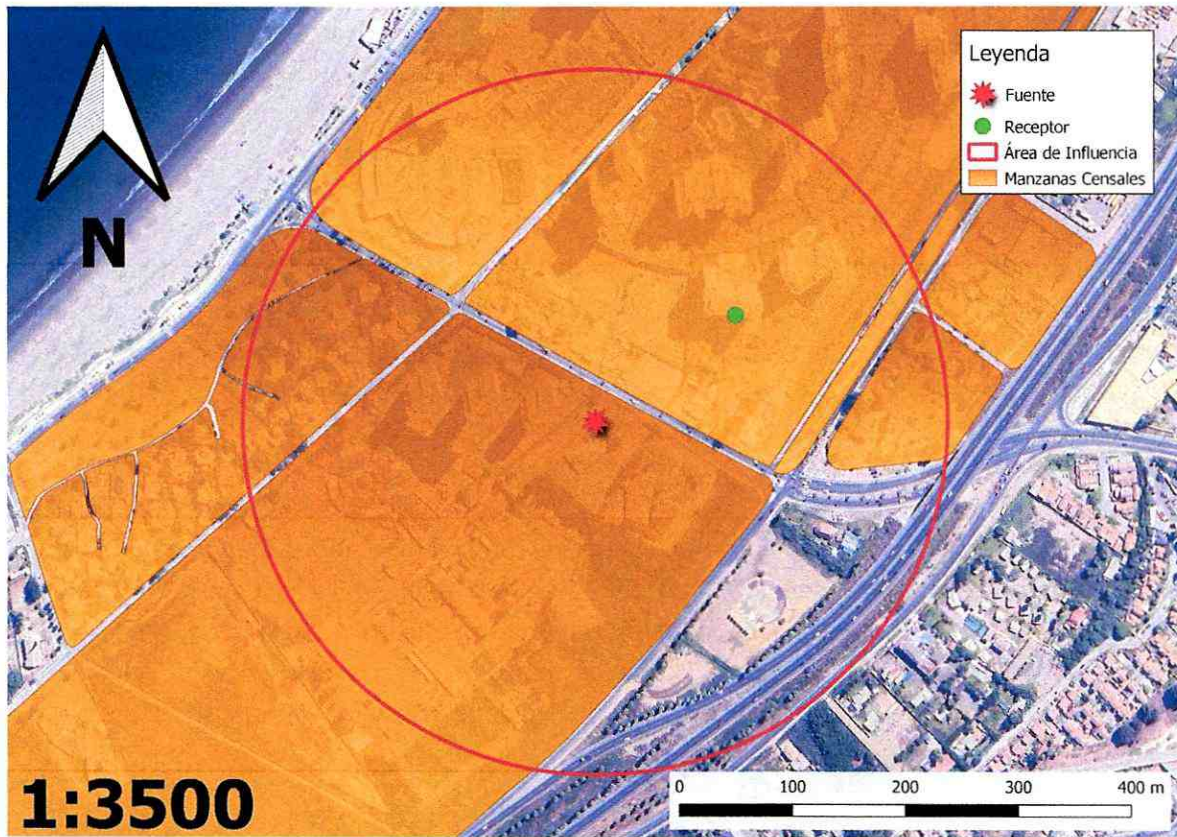 N
Leyenda
Fuente
Receptor
Área de Influencia
Manzanas Censales
1:3500
0 100 200 300 400 m